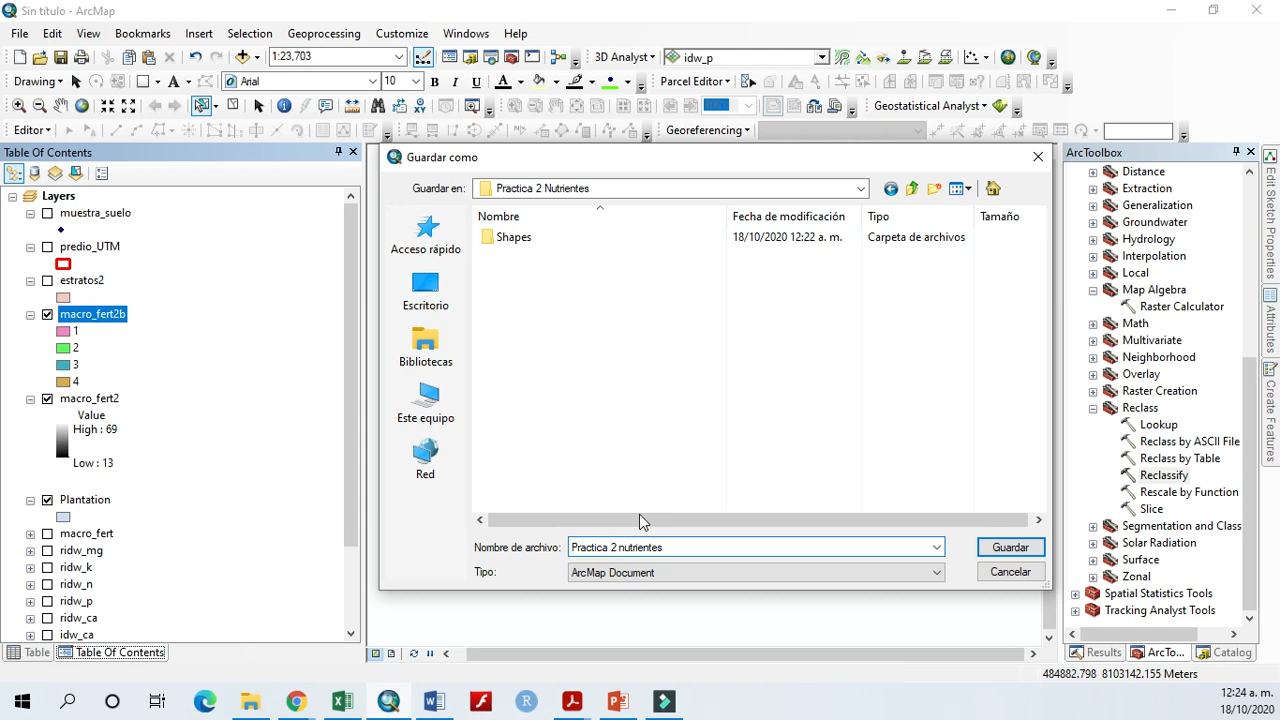 Sin título - ArcMap
File Edit View Bookmarks Insert Selection Geoprocessing Customize Windows Help
1:23,703 3D Analyst idw_p
Drawing Arial 10 Parcel Editor
Geostatistical Analyst
Editor Georeferencing
Table Of Contents
Layers
muestra_suelo
predio_UTM
estratos2
macro_fert2b
1
2
3
4
macro_fert2
Value
High : 69
Low : 13
Plantation
macro_fert
ridw_mg
ridw_k
ridw_n
ridw_p
ridw_ca
idw_ca
Table Table Of Contents
Guardar como
Guardar en: Practica 2 Nutrientes
Nombre Fecha de modificación Tipo Tamaño
Shapes 18/10/2020 12:22 a. m. Carpeta de archivos
Acceso rápido
Escritorio
Bibliotecas
Este equipo
Red
Nombre de archivo: Practica 2 nutrientes Guardar
Tipo: ArcMap Document Cancelar
ArcToolbox
Distance
Extraction
Generalization
Groundwater
Hydrology
Interpolation
Local
Map Algebra
Raster Calculator
Math
Multivariate
Neighborhood
Overlay
Raster Creation
Reclass
Lookup
Reclass by ASCII File
Reclass by Table
Reclassify
Rescale by Function
Slice
Segmentation and Class
Solar Radiation
Surface
Zonal
Spatial Statistics Tools
Tracking Analyst Tools
Results ArcTo... Catalog
Edit Sketch Properties
Attributes
Create Features
484882.798 8103142.155 Meters
12:24 a. m.
18/10/2020